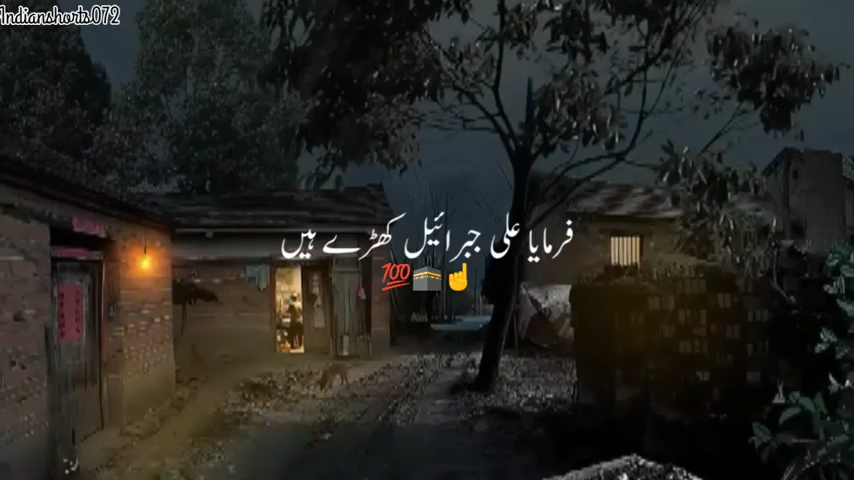 Indianshorts072
فرمایا علی جبرائیل کھڑے ہیں
💯🕋☝